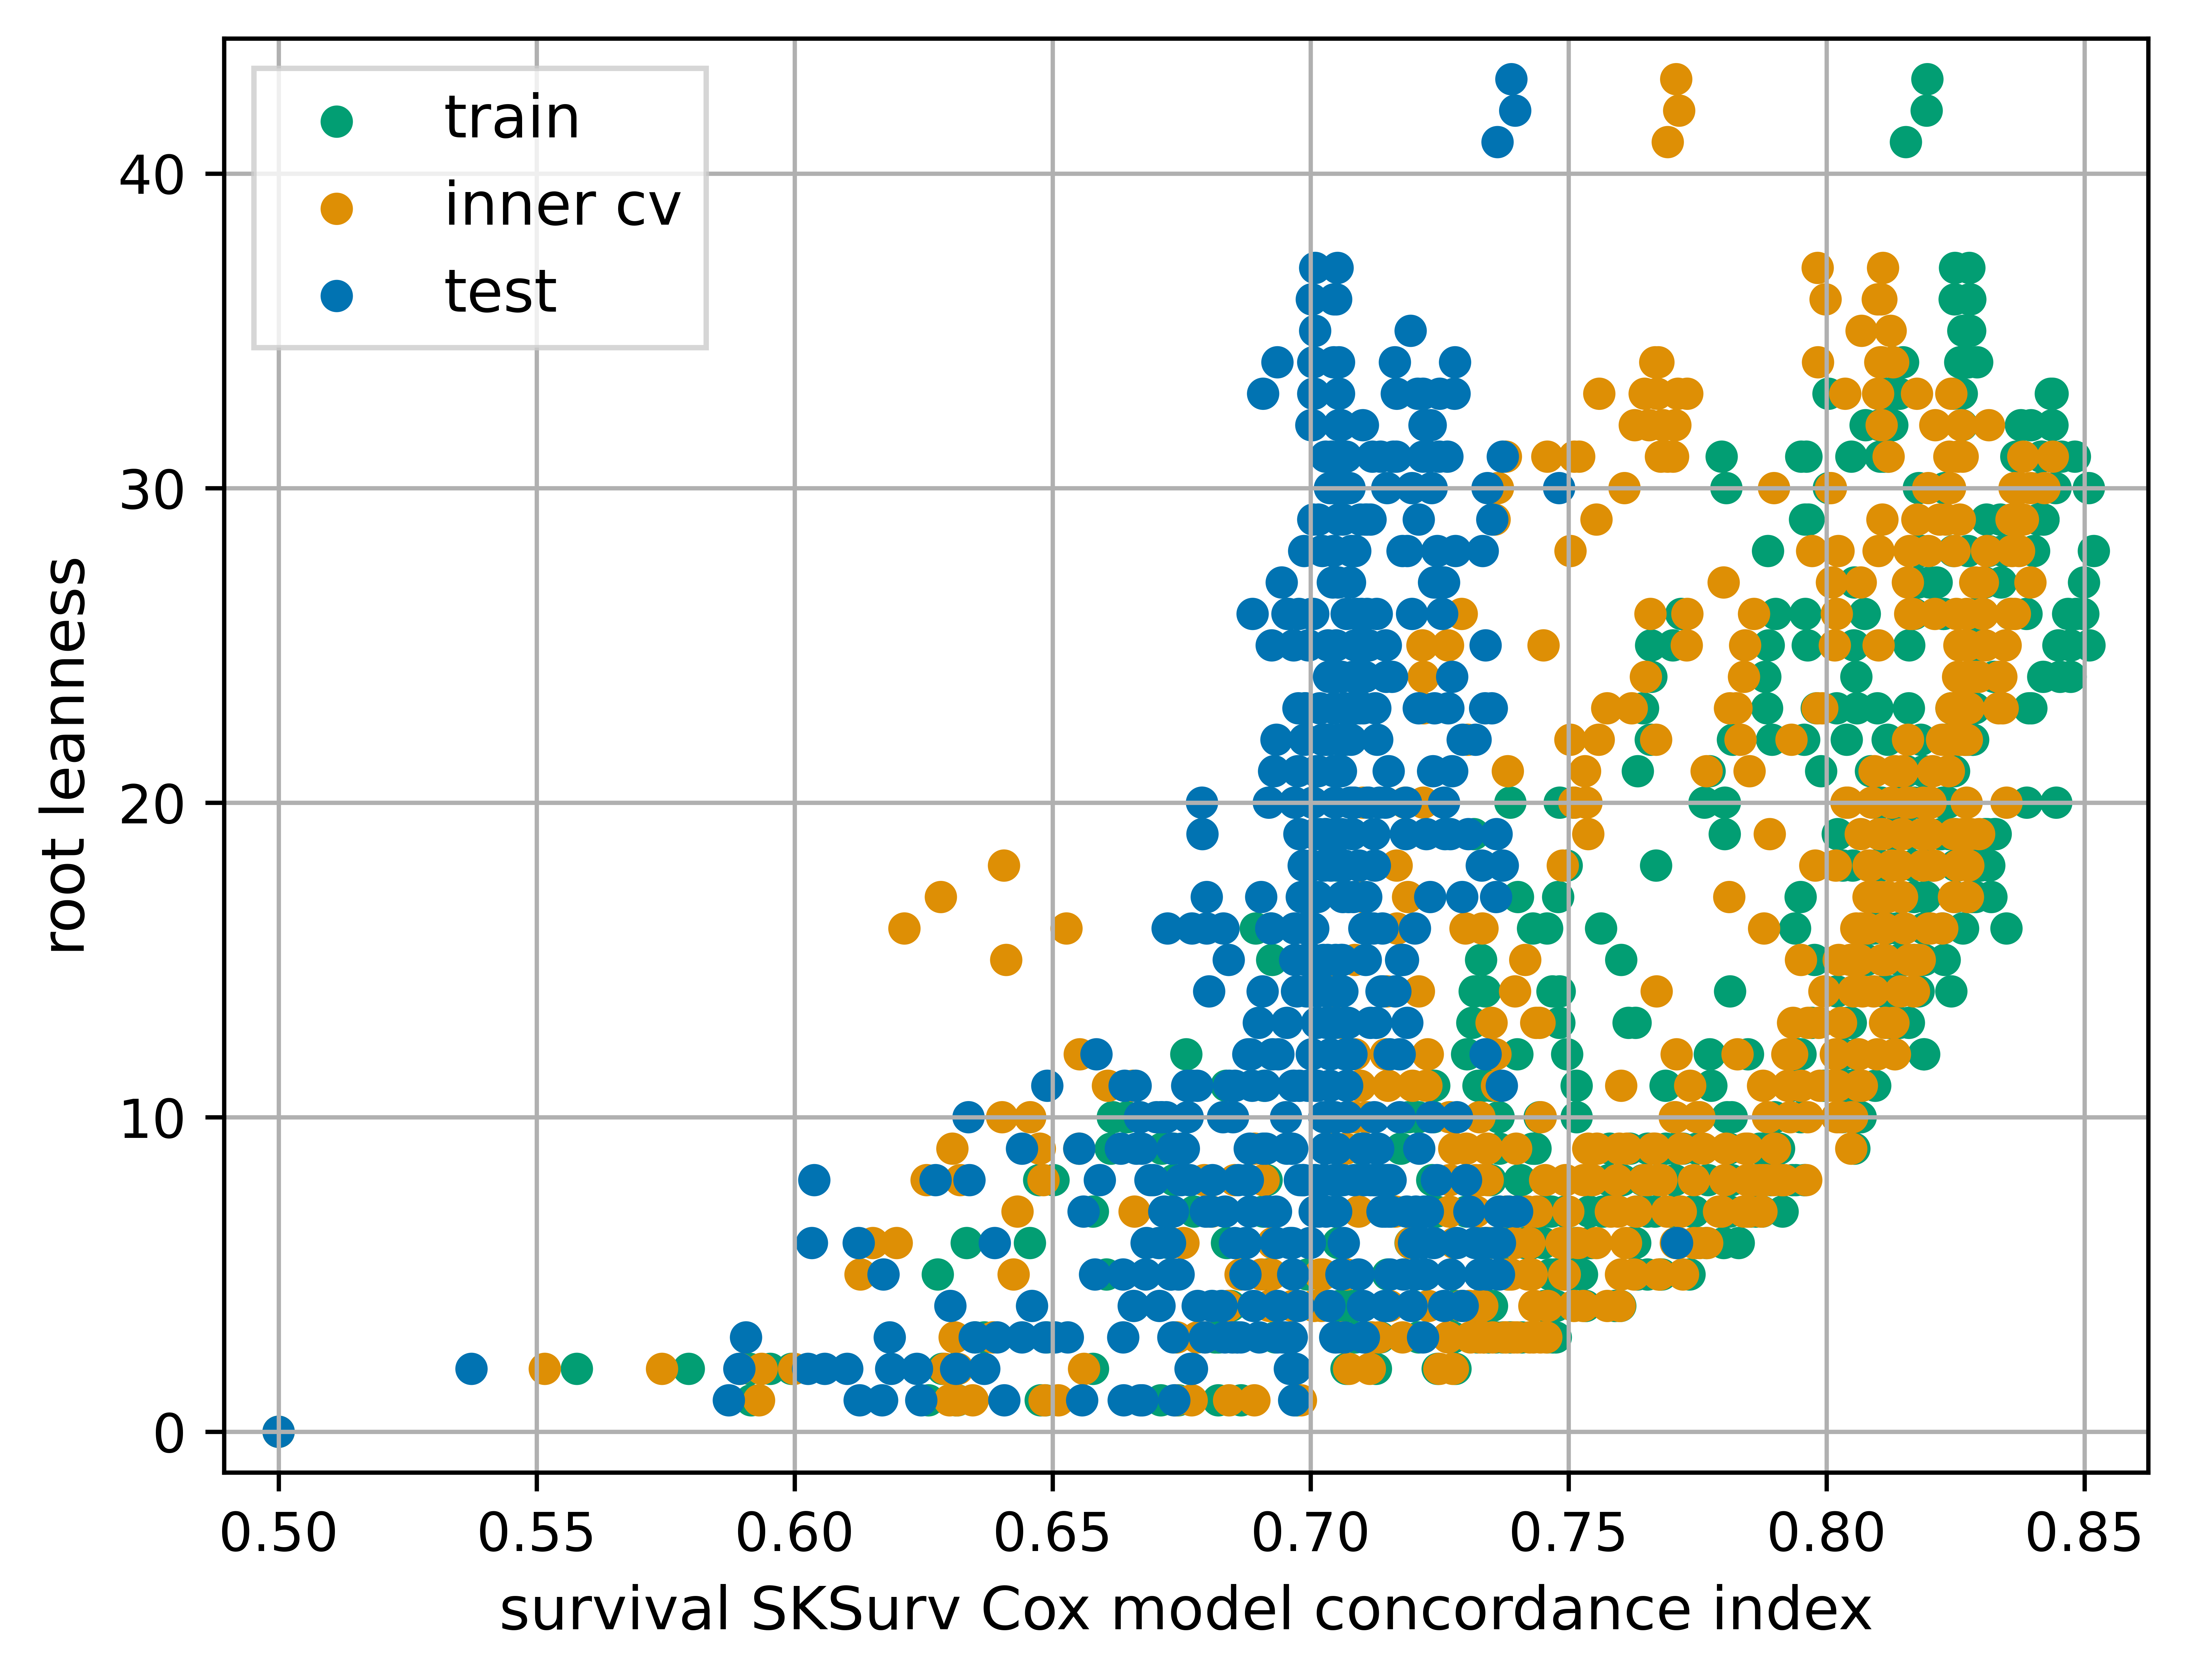 train
inner cv
test
40
30
20
10
0
root leanness
0.50 0.55 0.60 0.65 0.70 0.75 0.80 0.85
survival SKSurv Cox model concordance index